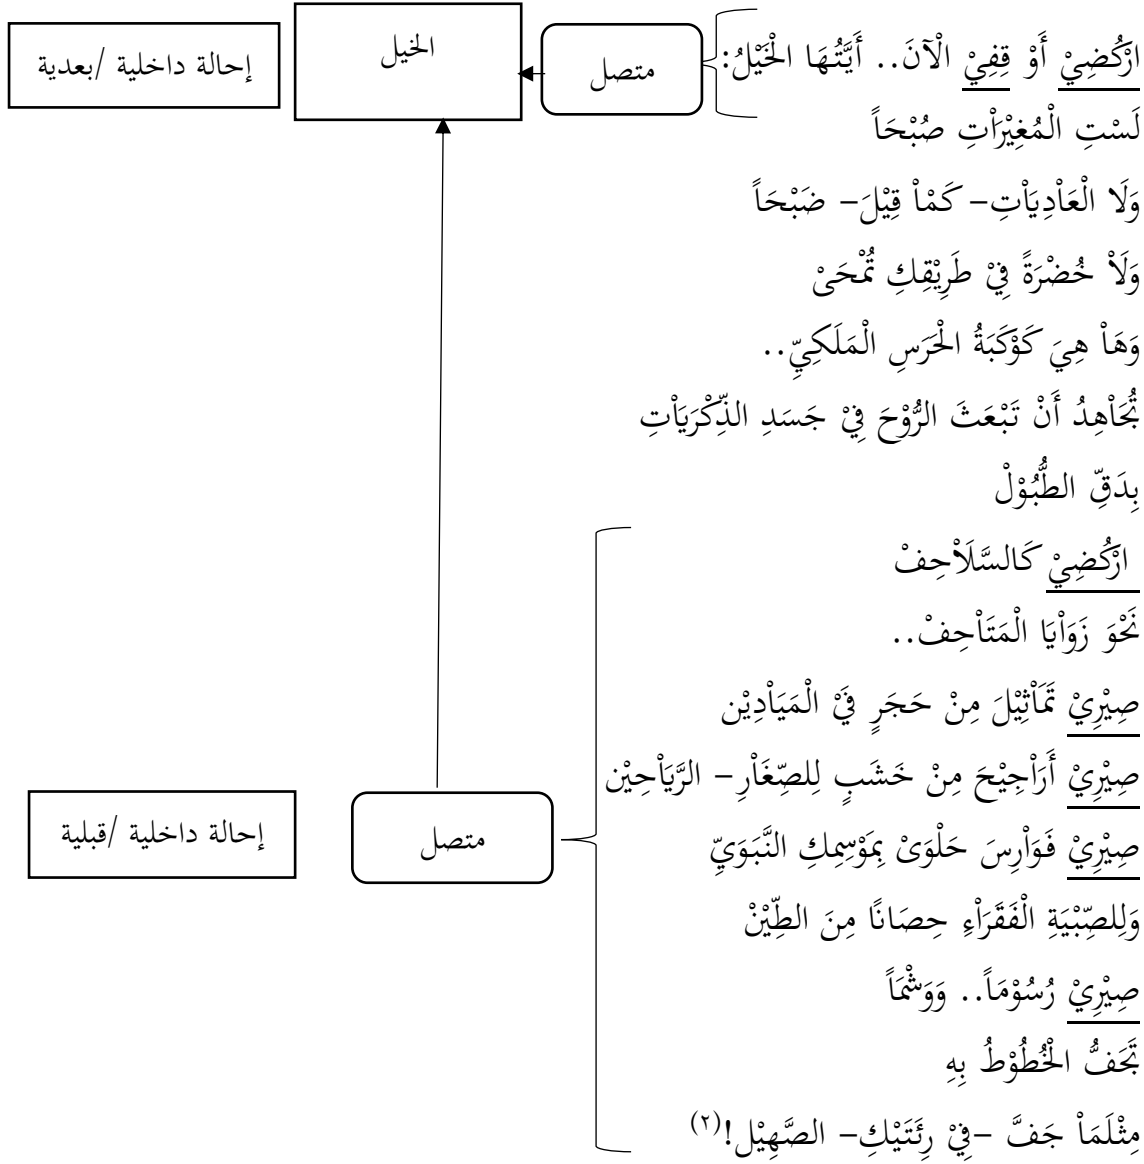 ارْكُضِيْ أَوْ قِفِيْ الْآنَ.. أَيَّتُهَا الْخَيْلُ:
متصل
الخيل
إحالة داخلية /بعدية
لَسْتِ الْمُغِيْرَاْتِ صُبْحَاً
وَلَا الْعَاْدِيَاْتِ– كَمْاْ قِيْلَ– ضَبْحَاً
وَلَاْ خُضْرَةً فِيْ طَرِيْقِكِ تُمْحَىْ
وَهَاْ هِيَ كَوْكَبَةُ الْحَرَسِ الْمَلَكِيِّ..
تُجَاْهِدُ أَنْ تَبْعَثَ الرُّوْحَ فِيْ جَسَدِ الذِّكْرَيَاْتِ
بِدَقِّ الطُّبُوْلْ
ارْكُضِيْ كَالسَّلَاْحِفْ
نَحْوَ زَوَاْيَا الْمَتَاْحِفْ..
صِيْرِيْ تَمَاْثِيْلَ مِنْ حَجَرٍ فِيْ الْمَيَادِيْن
صِيْرِيْ أَرَاْجِيْحَ مِنْ خَشَبٍ لِلصِّغَاْرِ– الرَّيَاْحِيْن
صِيْرِيْ فَوَاْرِسَ حَلْوَىْ بِمَوْسِمِكِ النَّبَوَيِّ
متصل
إحالة داخلية /قبلية
وَلِلصِّبْيَةِ الْفَقَرَاْءِ حِصَانًا مِنَ الطِّيْنْ
صِيْرِيْ رُسُوْمَاً.. وَوَشْمَاً
تَجَفُّ الْخُطُوْطُ بِهِ
مِثْلَمَاْ جَفَّ –فِيْ رِئَتَيْكِ– الصَّهِيْل!(٢)